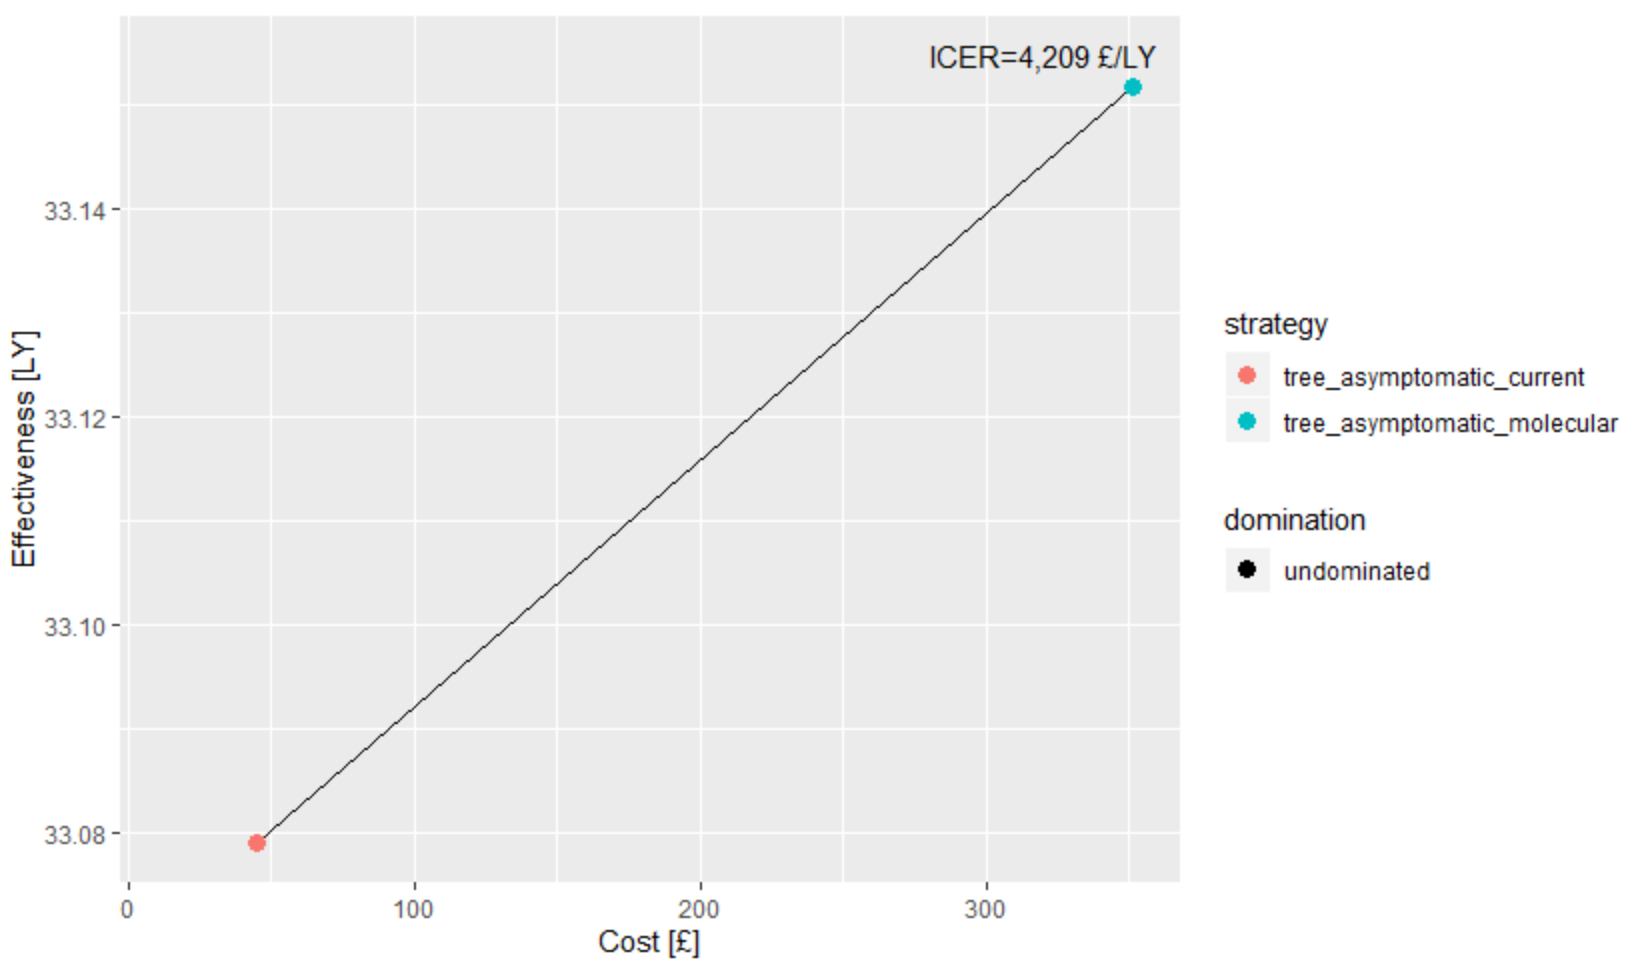 ICER=4,209 £/LY
33.14
33.12
33.10
33.08
Effectiveness [LY]
0 100 200 300
Cost [£]
strategy
tree_asymptomatic_current
tree_asymptomatic_molecular
domination
undominated